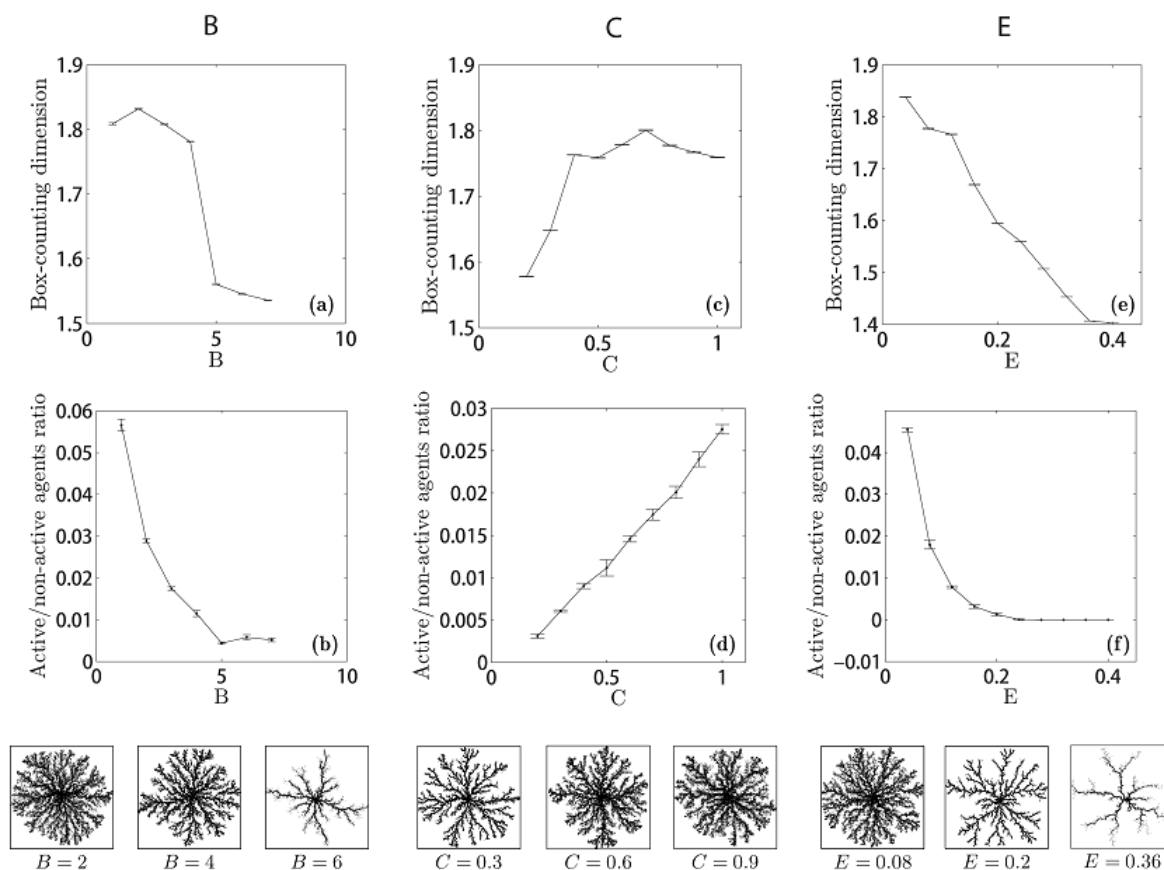 B
C
E
1.9
1.8
1.7
1.6
1.5
0
5
10
Box-counting dimension
B
(a)
1.9
1.8
1.7
1.6
1.5
0
0.5
1
Box-counting dimension
C
(c)
1.9
1.8
1.7
1.6
1.5
1.4
0
0.2
0.4
Box-counting dimension
E
(e)
0.06
0.05
0.04
0.03
0.02
0.01
0
0
5
10
Active/non-active agents ratio
B
(b)
0.03
0.025
0.02
0.015
0.01
0.005
0
0
0.5
1
Active/non-active agents ratio
C
(d)
0.04
0.03
0.02
0.01
0
−0.01
0
0.2
0.4
Active/non-active agents ratio
E
(f)
B = 2
B = 4
B = 6
C = 0.3
C = 0.6
C = 0.9
E = 0.08
E = 0.2
E = 0.36